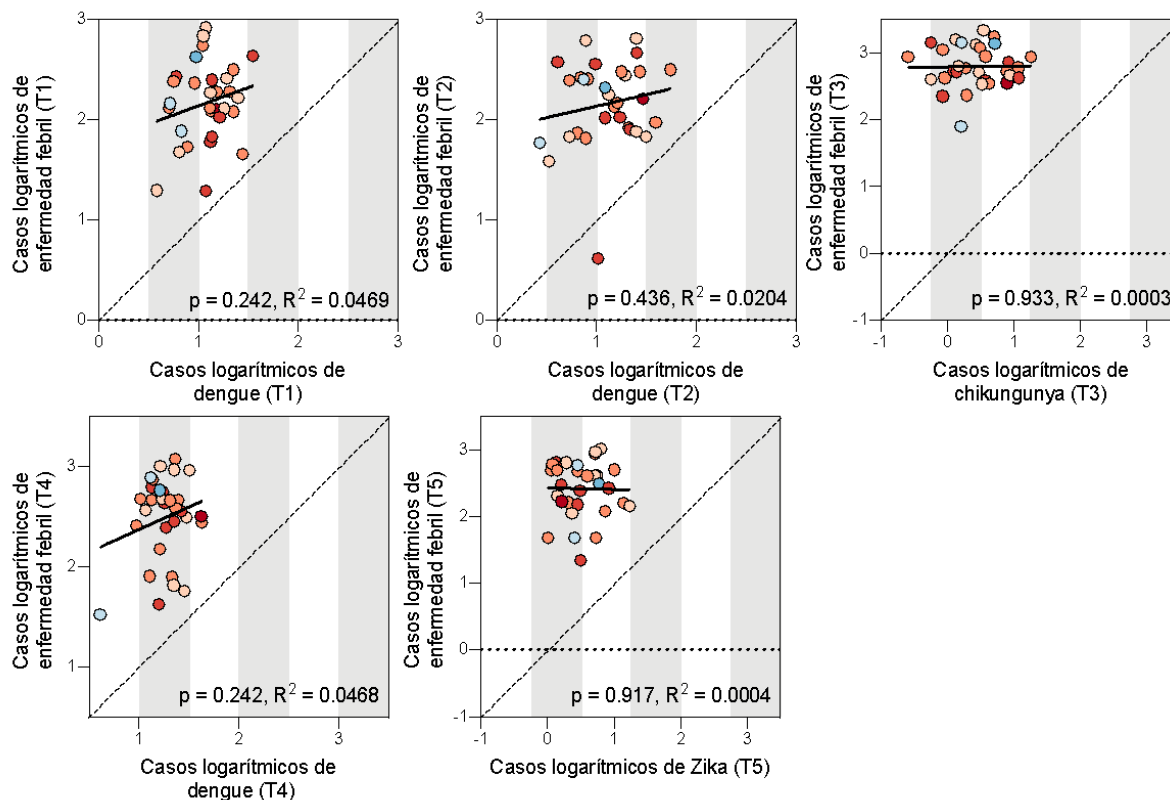 Casos logarítmicos de
enfermedad febril (T1)
3
2
1
0
0
1
2
3
p = 0.242, R² = 0.0469
Casos logarítmicos de
dengue (T1)
Casos logarítmicos de
enfermedad febril (T2)
3
2
1
0
0
1
2
3
p = 0.436, R² = 0.0204
Casos logarítmicos de
dengue (T2)
Casos logarítmicos de
enfermedad febril (T3)
3
2
1
0
-1
-1
0
1
2
3
p = 0.933, R² = 0.0003
Casos logarítmicos de
chikungunya (T3)
Casos logarítmicos de
enfermedad febril (T4)
3
2
1
1
2
3
p = 0.242, R² = 0.0468
Casos logarítmicos de
dengue (T4)
Casos logarítmicos de
enfermedad febril (T5)
3
2
1
0
-1
-1
0
1
2
3
p = 0.917, R² = 0.0004
Casos logarítmicos de Zika (T5)